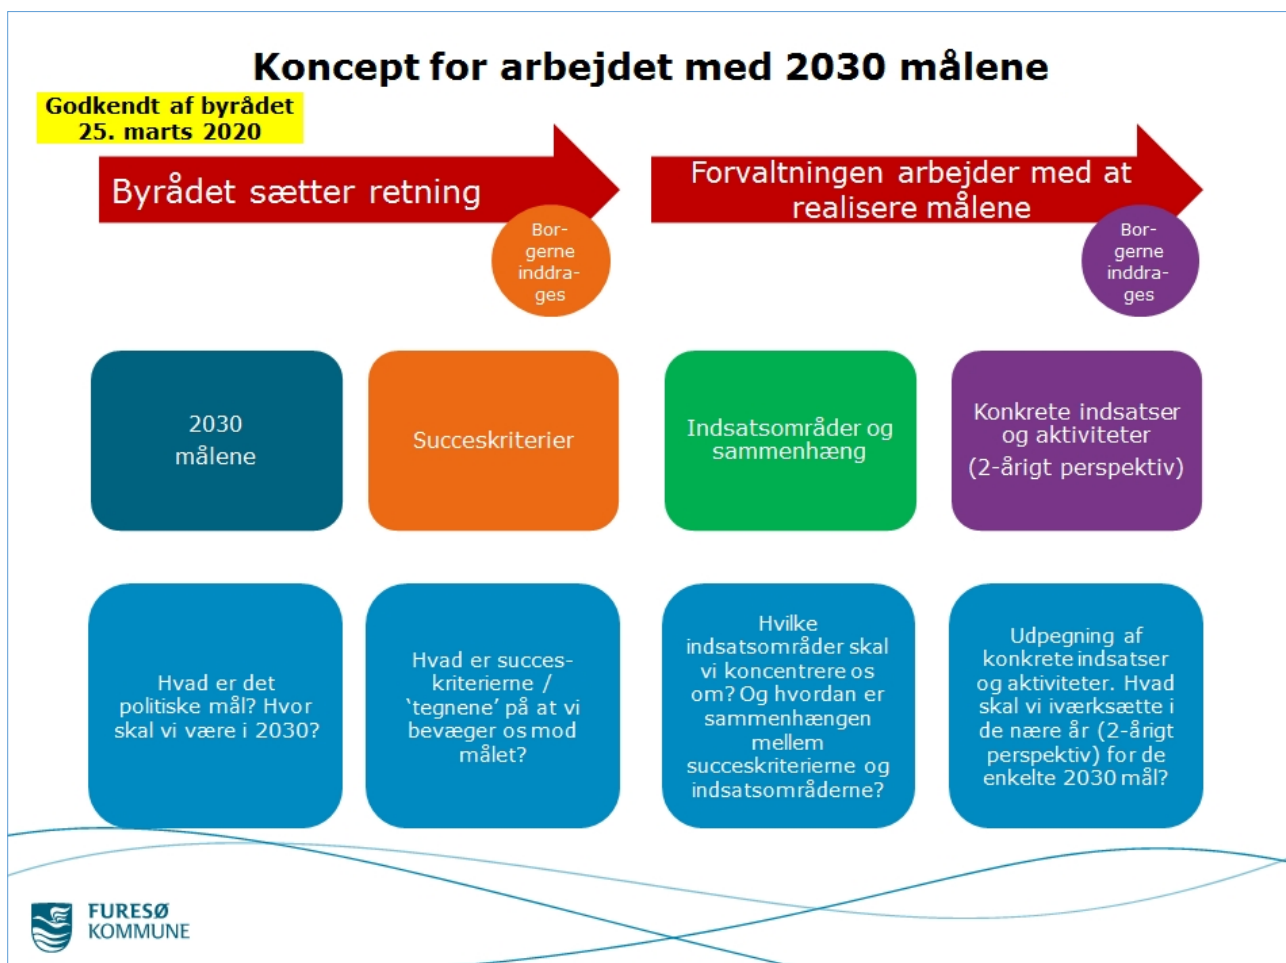 Koncept for arbejdet med 2030 målene
Godkendt af byrådet
25. marts 2020
Byrådet sætter retning
Forvaltningen arbejder med at
realisere målene
Bor-
gerne
inddra-
ges
Bor-
gerne
inddra-
ges
2030
målene
Succeskriterier
Indsatsområder og
sammenhæng
Konkrete indsatser
og aktiviteter
(2-årigt perspektiv)
Hvad er det
politiske mål? Hvor
skal vi være i 2030?
Hvad er succes-
kriterierne /
‘tegnene’ på at vi
bevæger os mod
målet?
Hvilke
indsatsområder skal
vi koncentrere os
om? Og hvordan er
sammenhængen
mellem
succeskriterierne og
indsatsområderne?
Udpegning af
konkrete indsatser
og aktiviteter. Hvad
skal vi iværksætte i
de nære år (2-årigt
perspektiv) for de
enkelte 2030 mål?
FURESØ
KOMMUNE